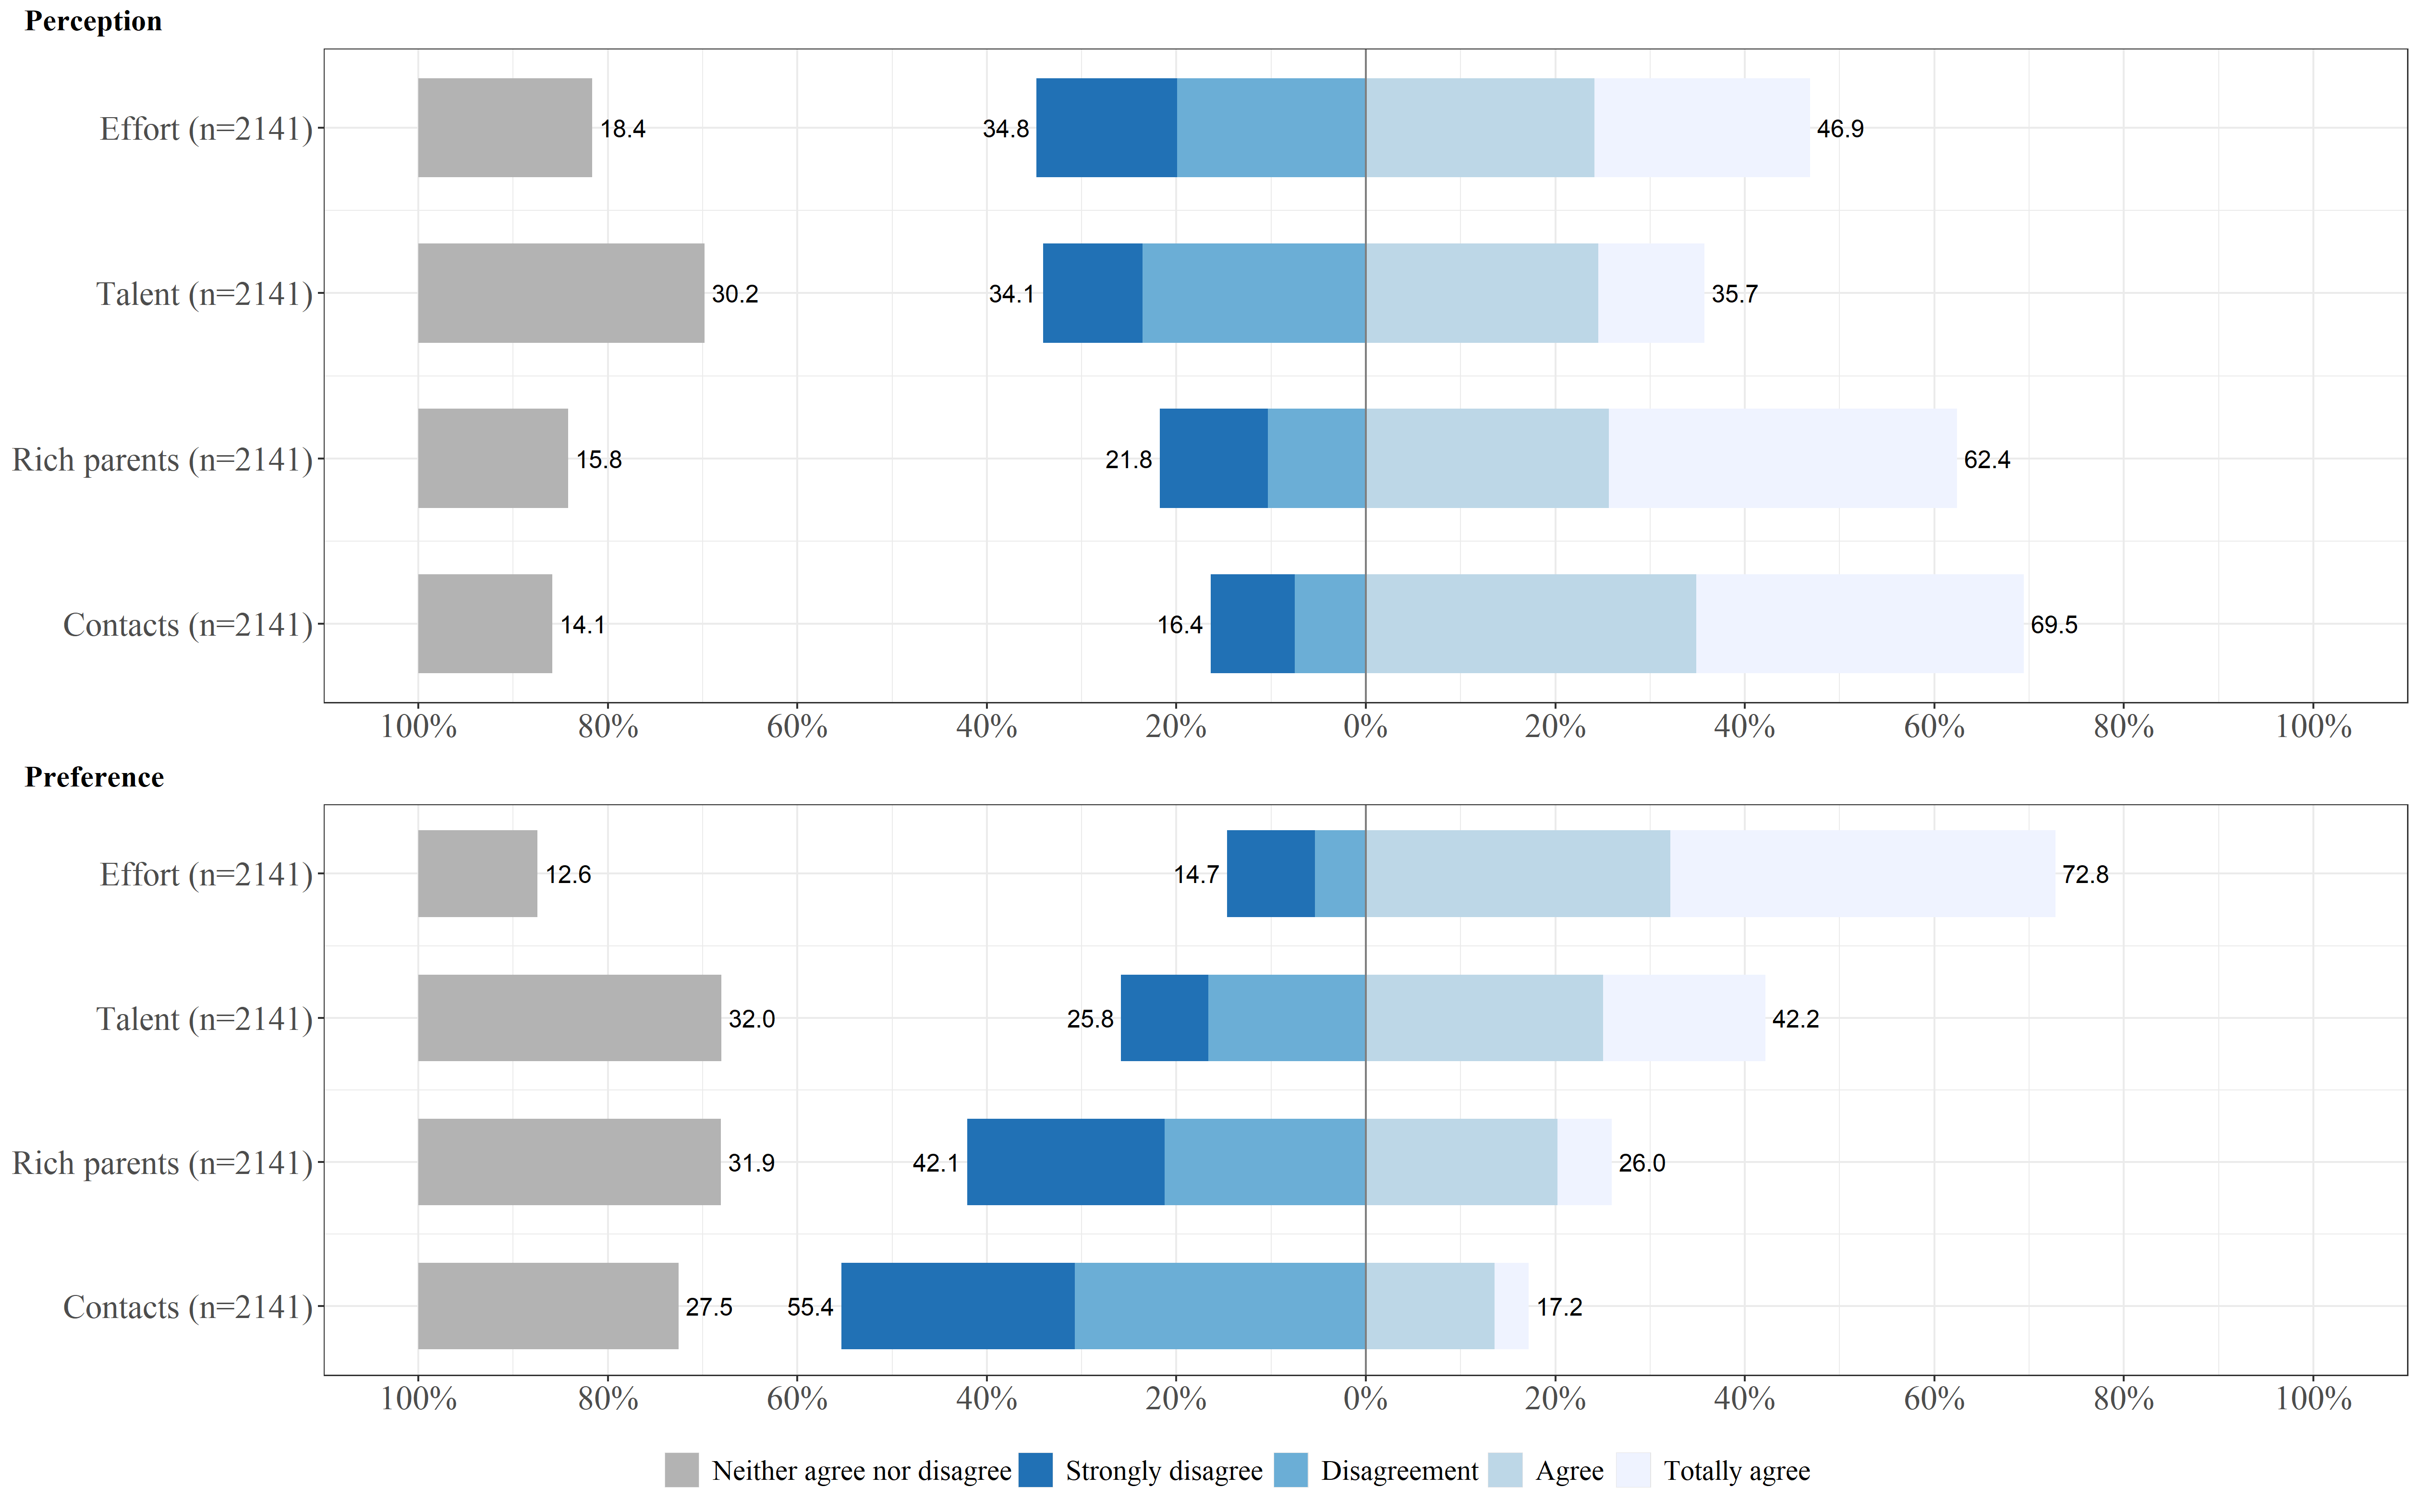 Perception
Effort (n=2141) 18.4 34.8 46.9
Talent (n=2141) 30.2 34.1 35.7
Rich parents (n=2141) 15.8 21.8 62.4
Contacts (n=2141) 14.1 16.4 69.5
100% 80% 60% 40% 20% 0% 20% 40% 60% 80% 100%
Preference
Effort (n=2141) 12.6 14.7 72.8
Talent (n=2141) 32.0 25.8 42.2
Rich parents (n=2141) 31.9 42.1 26.0
Contacts (n=2141) 27.5 55.4 17.2
100% 80% 60% 40% 20% 0% 20% 40% 60% 80% 100%
Neither agree nor disagree Strongly disagree Disagreement Agree Totally agree